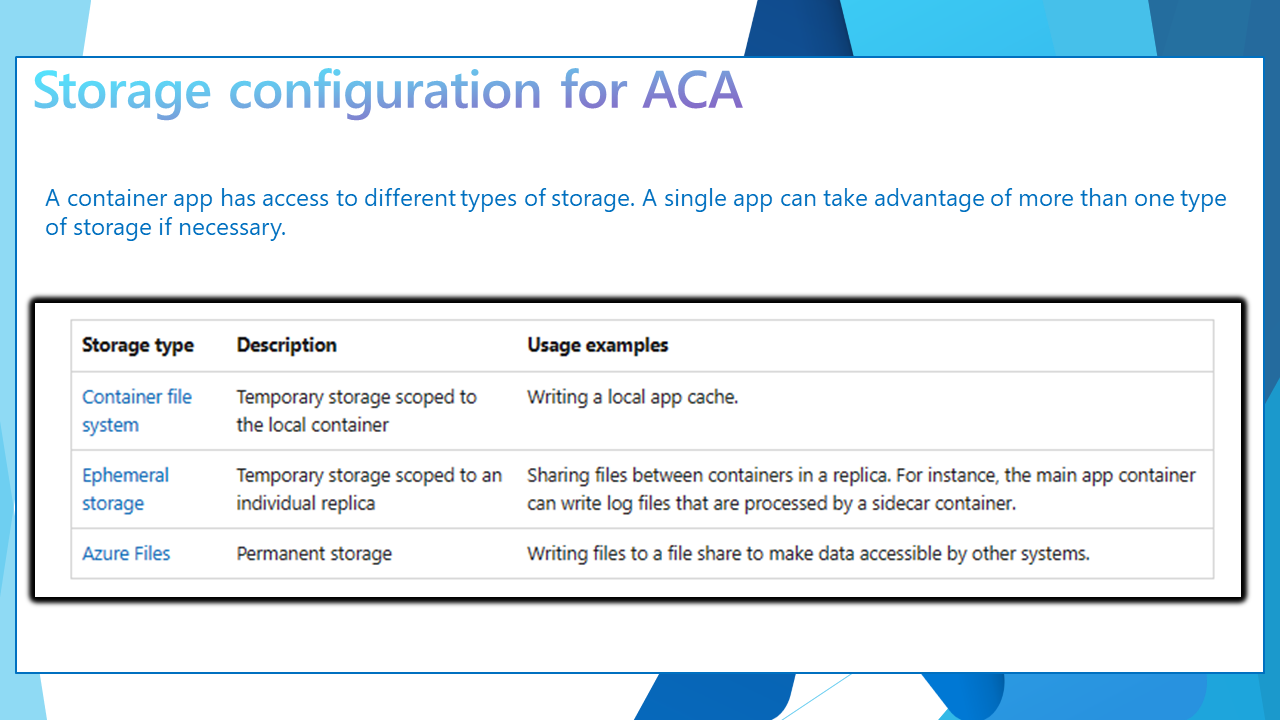 Storage configuration for ACA
A container app has access to different types of storage. A single app can take advantage of more than one type
of storage if necessary.
Storage type Description Usage examples
Container file Temporary storage scoped to Writing a local app cache.
system the local container
Ephemeral Temporary storage scoped to an Sharing files between containers in a replica. For instance, the main app container
storage individual replica can write log files that are processed by a sidecar container.
Azure Files Permanent storage Writing files to a file share to make data accessible by other systems.